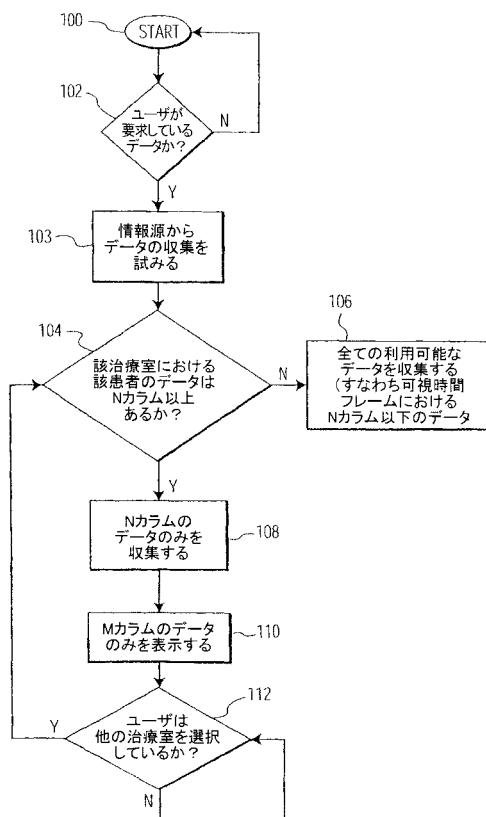 100
START
102
ユーザが
要求している
データか?
N
Y
103
情報源から
データの収集を
試みる
104
該治療室における
該患者のデータは
Nカラム以上
あるか?
N
106
全ての利用可能な
データを収集する
(すなわち可視時間
フレームにおける
Nカラム以下のデータ
Y
Nカラムの
データのみを
収集する
108
Mカラムのデータ
のみを表示する
110
112
ユーザは
他の治療室を選択
しているか?
Y
N